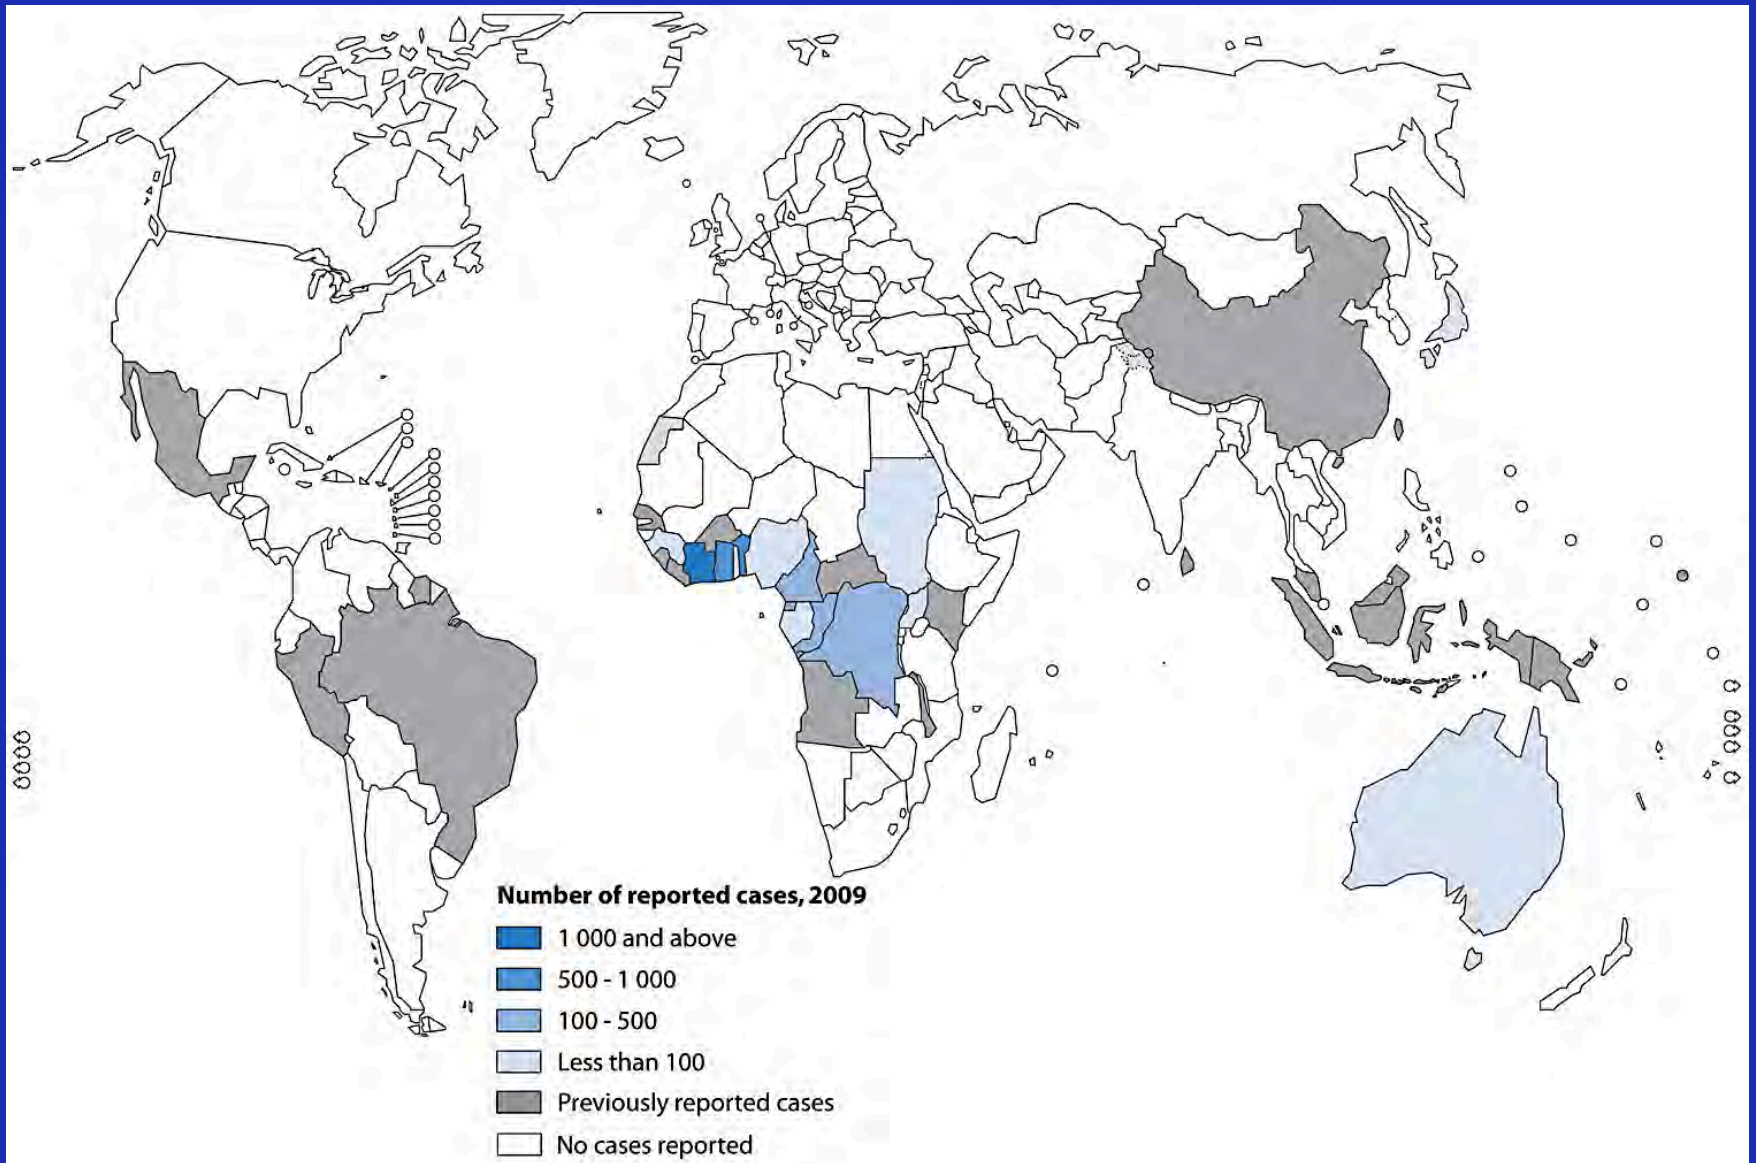 Number of reported cases, 2009
1 000 and above
500 - 1 000
100 - 500
Less than 100
Previously reported cases
No cases reported